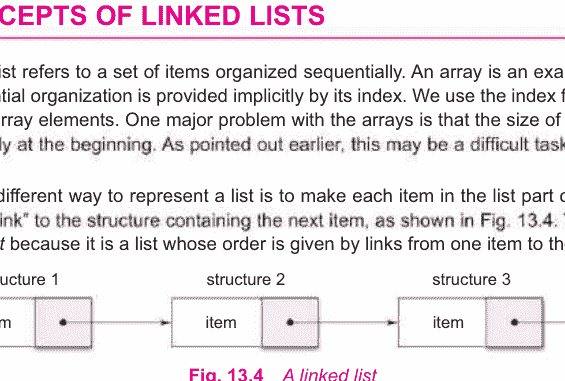 CEPTS OF LINKED LISTS
ist refers to a set of items organized sequentially. An array is an exa
tial organization is provided implicitly by its index. We use the index f
rray elements. One major problem with the arrays is that the size of
ly at the beginning. As pointed out earlier, this may be a difficult task
different way to represent a list is to make each item in the list part o
ink” to the structure containing the next item, as shown in Fig. 13.4.
t because it is a list whose order is given by links from one item to the
ucture 1 structure 2 structure 3
m item item
Fig. 13.4 A linked list